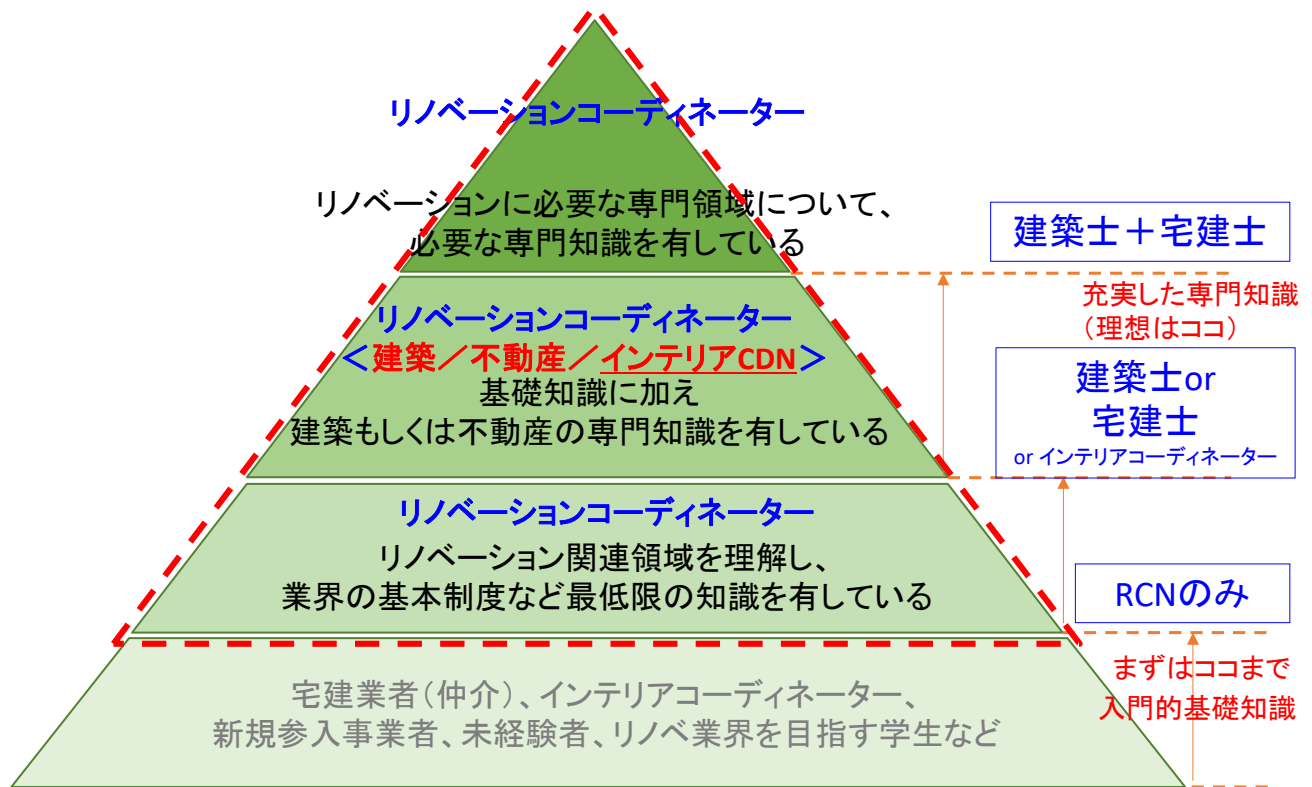 リノベーションコーディネーター
リノベーションに必要な専門領域について、
必要な専門知識を有している
建築士＋宅建士
充実した専門知識
（理想はココ）
リノベーションコーディネーター
＜建築／不動産／インテリアCDN＞
基礎知識に加え
建築もしくは不動産の専門知識を有している
建築士or
宅建士
or インテリアコーディネーター
リノベーションコーディネーター
リノベーション関連領域を理解し、
業界の基本制度など最低限の知識を有している
RCNのみ
まずはココまで
入門的基礎知識
宅建業者（仲介）、インテリアコーディネーター、
新規参入事業者、未経験者、リノベ業界を目指す学生など